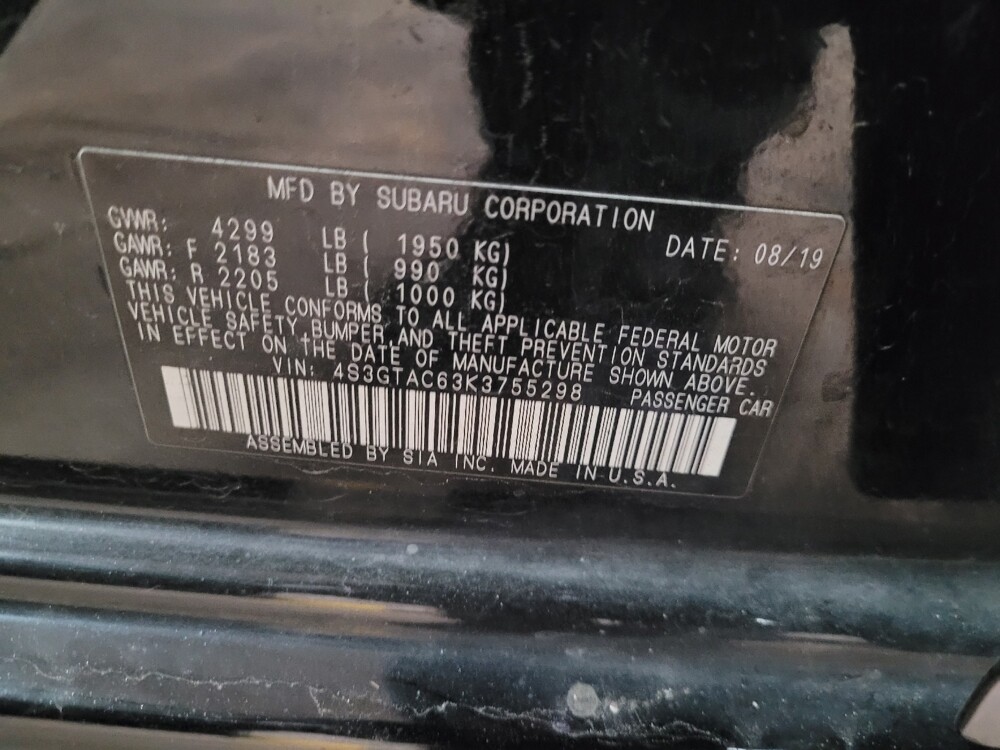 MFD BY SUBARU CORPORATION
GVWR: 4299 LB ( 1950 KG) DATE: 08/19
GAWR: F 2183 LB ( 990 KG)
GAWR: R 2205 LB ( 1000 KG)
THIS VEHICLE CONFORMS TO ALL APPLICABLE FEDERAL MOTOR
VEHICLE SAFETY, BUMPER, AND THEFT PREVENTION STANDARDS
IN EFFECT ON THE DATE OF MANUFACTURE SHOWN ABOVE.
VIN: 4S3GTAC63K3755298 PASSENGER CAR
ASSEMBLED BY SIA INC. MADE IN U.S.A.